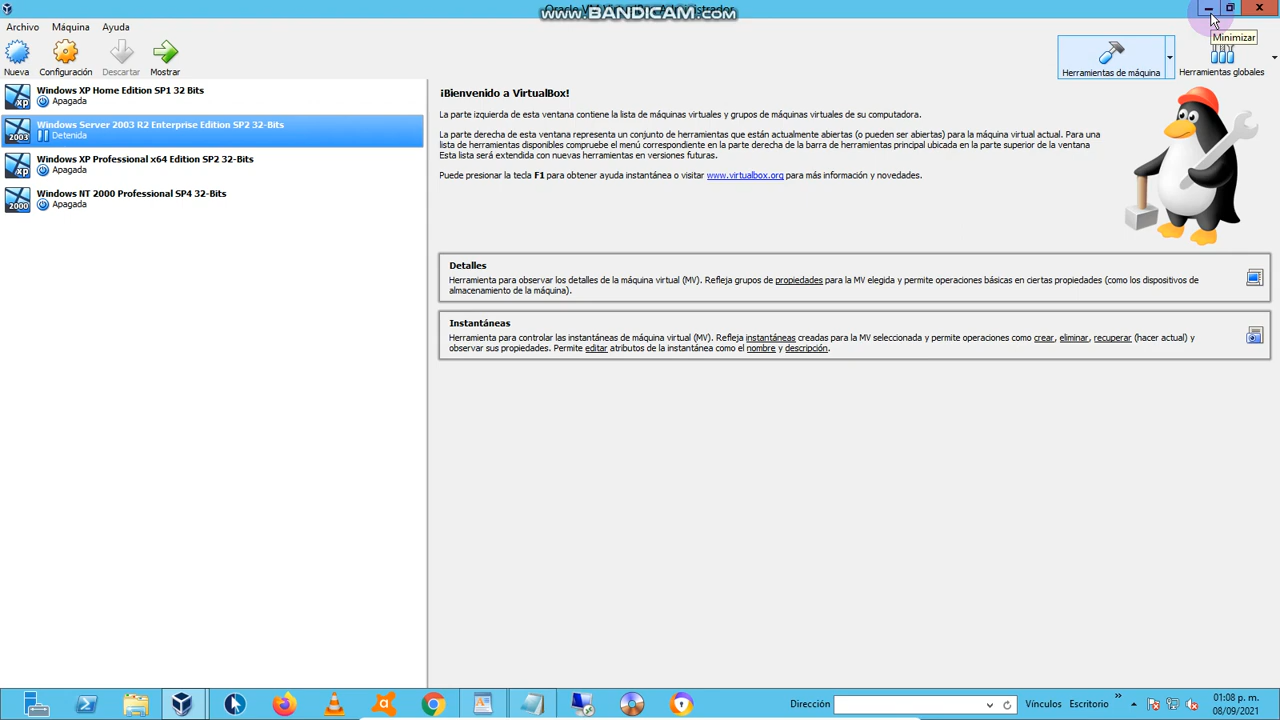 www.BANDICAM.com
Archivo Máquina Ayuda
Minimizar
Nueva Configuración Descartar Mostrar
Herramientas de máquina Herramientas globales
Windows XP Home Edition SP1 32 Bits
Apagada
2003 Windows Server 2003 R2 Enterprise Edition SP2 32-Bits
Detenida
Windows XP Professional x64 Edition SP2 32-Bits
Apagada
2000 Windows NT 2000 Professional SP4 32-Bits
Apagada
¡Bienvenido a VirtualBox!
La parte izquierda de esta ventana contiene la lista de máquinas virtuales y grupos de máquinas virtuales de su computadora.
La parte derecha de esta ventana representa un conjunto de herramientas que están actualmente abiertas (o pueden ser abiertas) para la máquina virtual actual. Para una
lista de herramientas disponibles compruebe el menú correspondiente en la parte derecha de la barra de herramientas principal ubicada en la parte superior de la ventana
Esta lista será extendida con nuevas herramientas en versiones futuras.
Puede presionar la tecla F1 para obtener ayuda instantánea o visitar www.virtualbox.org para más información y novedades.
Detalles
Herramienta para observar los detalles de la máquina virtual (MV). Refleja grupos de propiedades para la MV elegida y permite operaciones básicas en ciertas propiedades (como los dispositivos de
almacenamiento de la máquina).
Instantáneas
Herramienta para controlar las instantáneas de máquina virtual (MV). Refleja instantáneas creadas para la MV seleccionada y permite operaciones como crear, eliminar, recuperar (hacer actual) y
observar sus propiedades. Permite editar atributos de la instantánea como el nombre y descripción.
Dirección Vínculos Escritorio 01:08 p. m.
08/09/2021